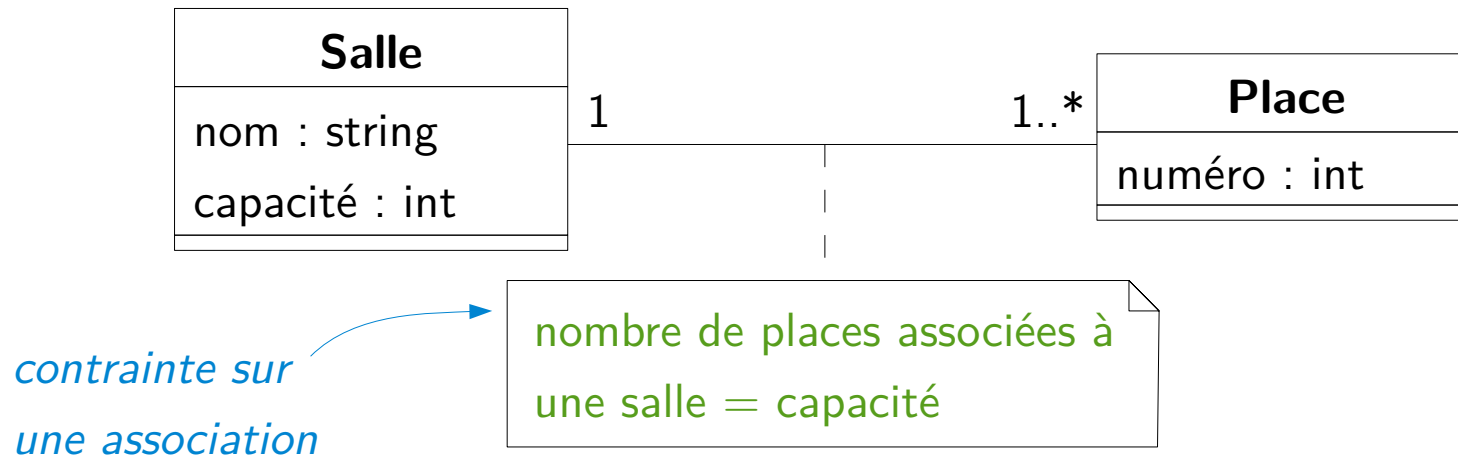 Salle
nom : string
capacité : int
1
1..*
Place
numéro : int
nombre de places associées à
une salle = capacité
contrainte sur
une association